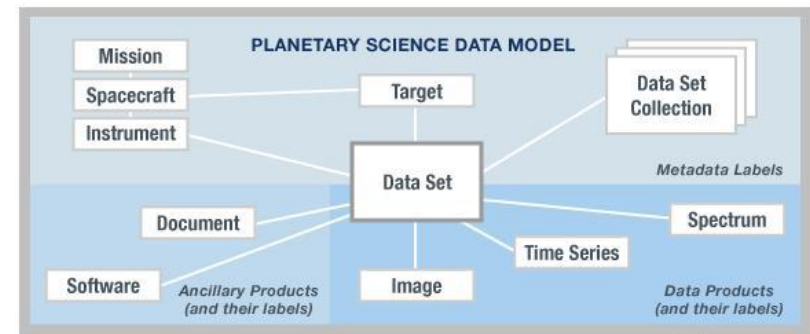 PLANETARY SCIENCE DATA MODEL
Mission
Spacecraft
Instrument
Target
Data Set
Collection
Metadata Labels
Data Set
Document
Software
Ancillary Products
(and their labels)
Image
Time Series
Spectrum
Data Products
(and their labels)